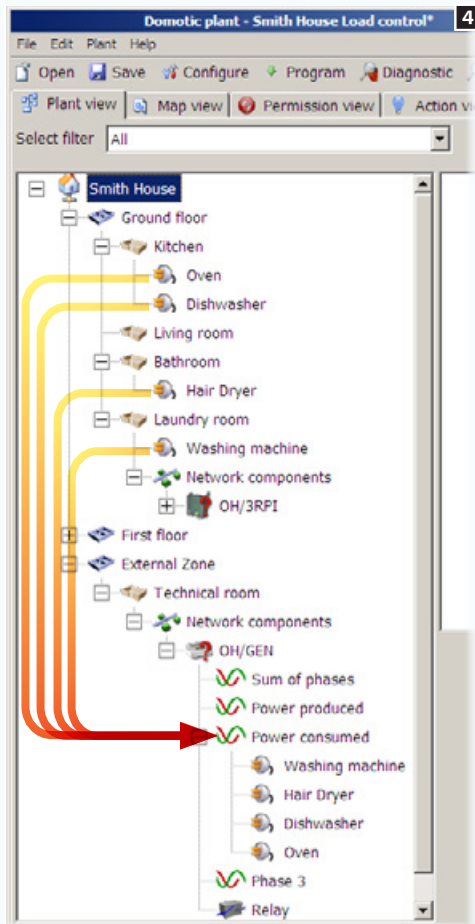 Domotic plant - Smith House Load control*
4
File Edit Plant Help
Open Save Configure Program Diagnostic
Plant view Map view Permission view Action
Select filter All
Smith House
Ground floor
Kitchen
Oven
Dishwasher
Living room
Bathroom
Hair Dryer
Laundry room
Washing machine
Network components
OH/3RPI
First floor
External Zone
Technical room
Network components
OH/GEN
Sum of phases
Power produced
Power consumed
Washing machine
Hair Dryer
Dishwasher
Oven
Phase 3
Relay